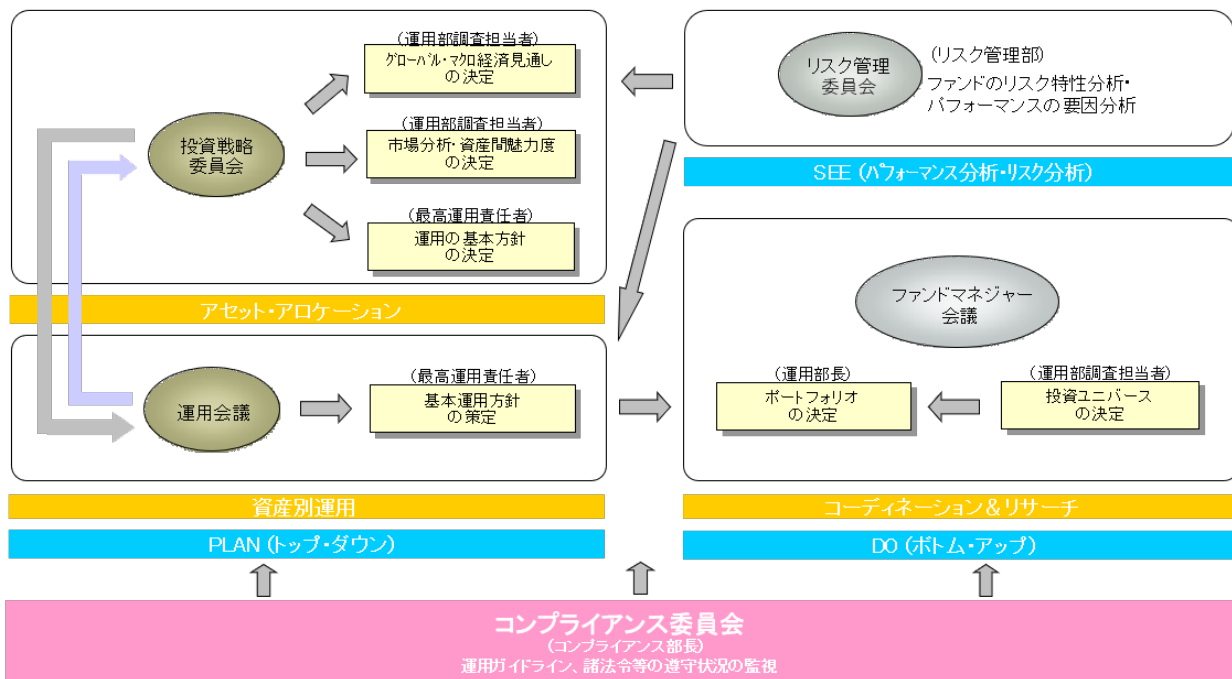 (運用部調査担当者)
グローバル・マクロ経済見通し
の決定
投資戦略
委員会
(運用部調査担当者)
市場分析・資産間魅力度
の決定
(最高運用責任者)
運用の基本方針
の決定
アセット・アロケーション
運用会議
(最高運用責任者)
基本運用方針
の策定
資産別運用
PLAN (トップ・ダウン)
リスク管理
委員会
(リスク管理部)
ファンドのリスク特性分析・
パフォーマンスの要因分析
SEE (パフォーマンス分析・リスク分析)
ファンドマネジャー
会議
(運用部長)
ポートフォリオ
の決定
(運用部調査担当者)
投資ユニバース
の決定
コーディネーション＆リサーチ
DO (ボトム・アップ)
コンプライアンス委員会
(コンプライアンス部長)
運用ガイドライン、諸法令等の遵守状況の監視